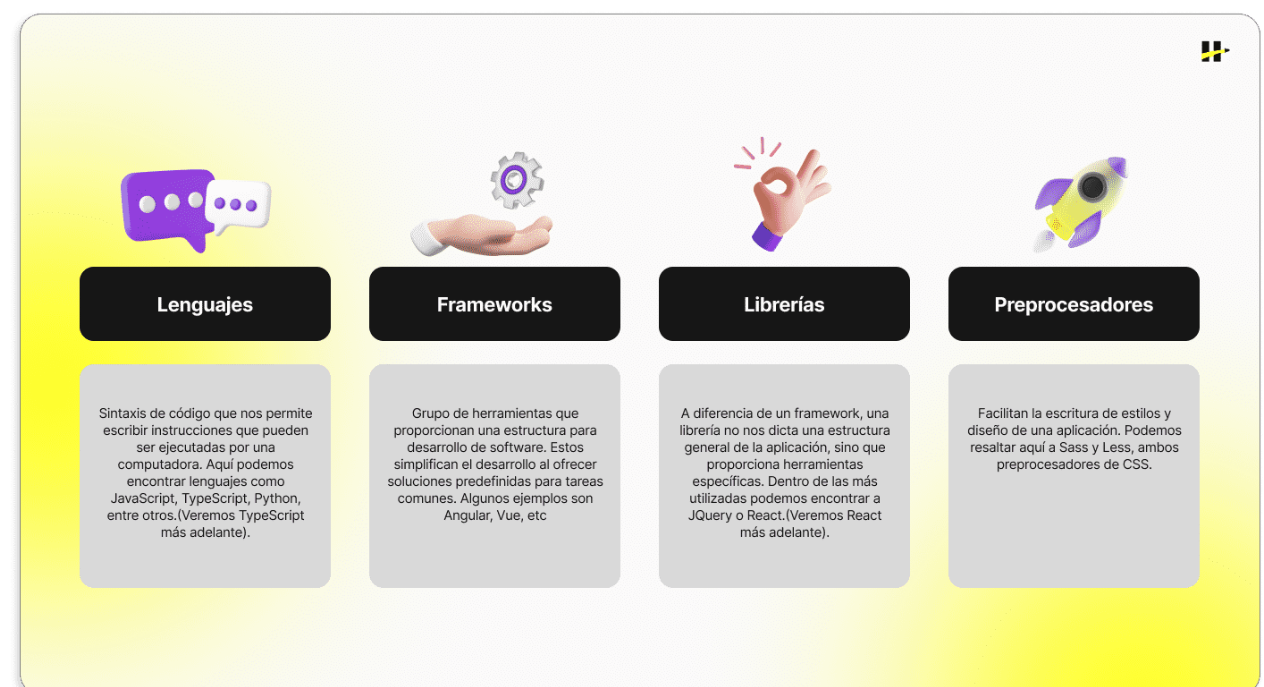 Lenguajes
Sintaxis de código que nos permite
escribir instrucciones que pueden
ser ejecutadas por una
computadora. Aquí podemos
encontrar lenguajes como
JavaScript, TypeScript, Python,
entre otros.(Veremos TypeScript
más adelante).
Frameworks
Grupo de herramientas que
proporcionan una estructura para
desarrollo de software. Estos
simplifican el desarrollo al ofrecer
soluciones predefinidas para tareas
comunes. Algunos ejemplos son
Angular, Vue, etc
Librerías
A diferencia de un framework, una
librería no nos dicta una estructura
general de la aplicación, sino que
proporciona herramientas
específicas. Dentro de las más
utilizadas podemos encontrar a
JQuery o React.(Veremos React
más adelante).
Preprocesadores
Facilitan la escritura de estilos y
diseño de una aplicación. Podemos
resaltar aquí a Sass y Less, ambos
preprocesadores de CSS.